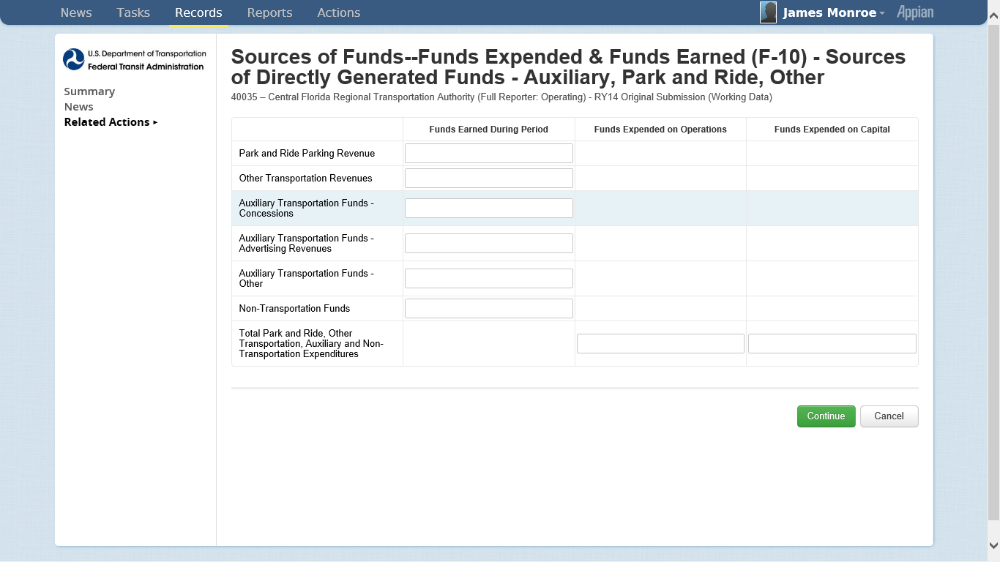 News Tasks Records Reports Actions James Monroe Appian
U.S. Department of Transportation
Federal Transit Administration
Summary
News
Related Actions
Sources of Funds--Funds Expended & Funds Earned (F-10) - Sources
of Directly Generated Funds - Auxiliary, Park and Ride, Other
40035 – Central Florida Regional Transportation Authority (Full Reporter: Operating) - RY14 Original Submission (Working Data)
Funds Earned During Period Funds Expended on Operations Funds Expended on Capital
Park and Ride Parking Revenue
Other Transportation Revenues
Auxiliary Transportation Funds -
Concessions
Auxiliary Transportation Funds -
Advertising Revenues
Auxiliary Transportation Funds -
Other
Non-Transportation Funds
Total Park and Ride, Other
Transportation, Auxiliary and Non-
Transportation Expenditures
Continue Cancel